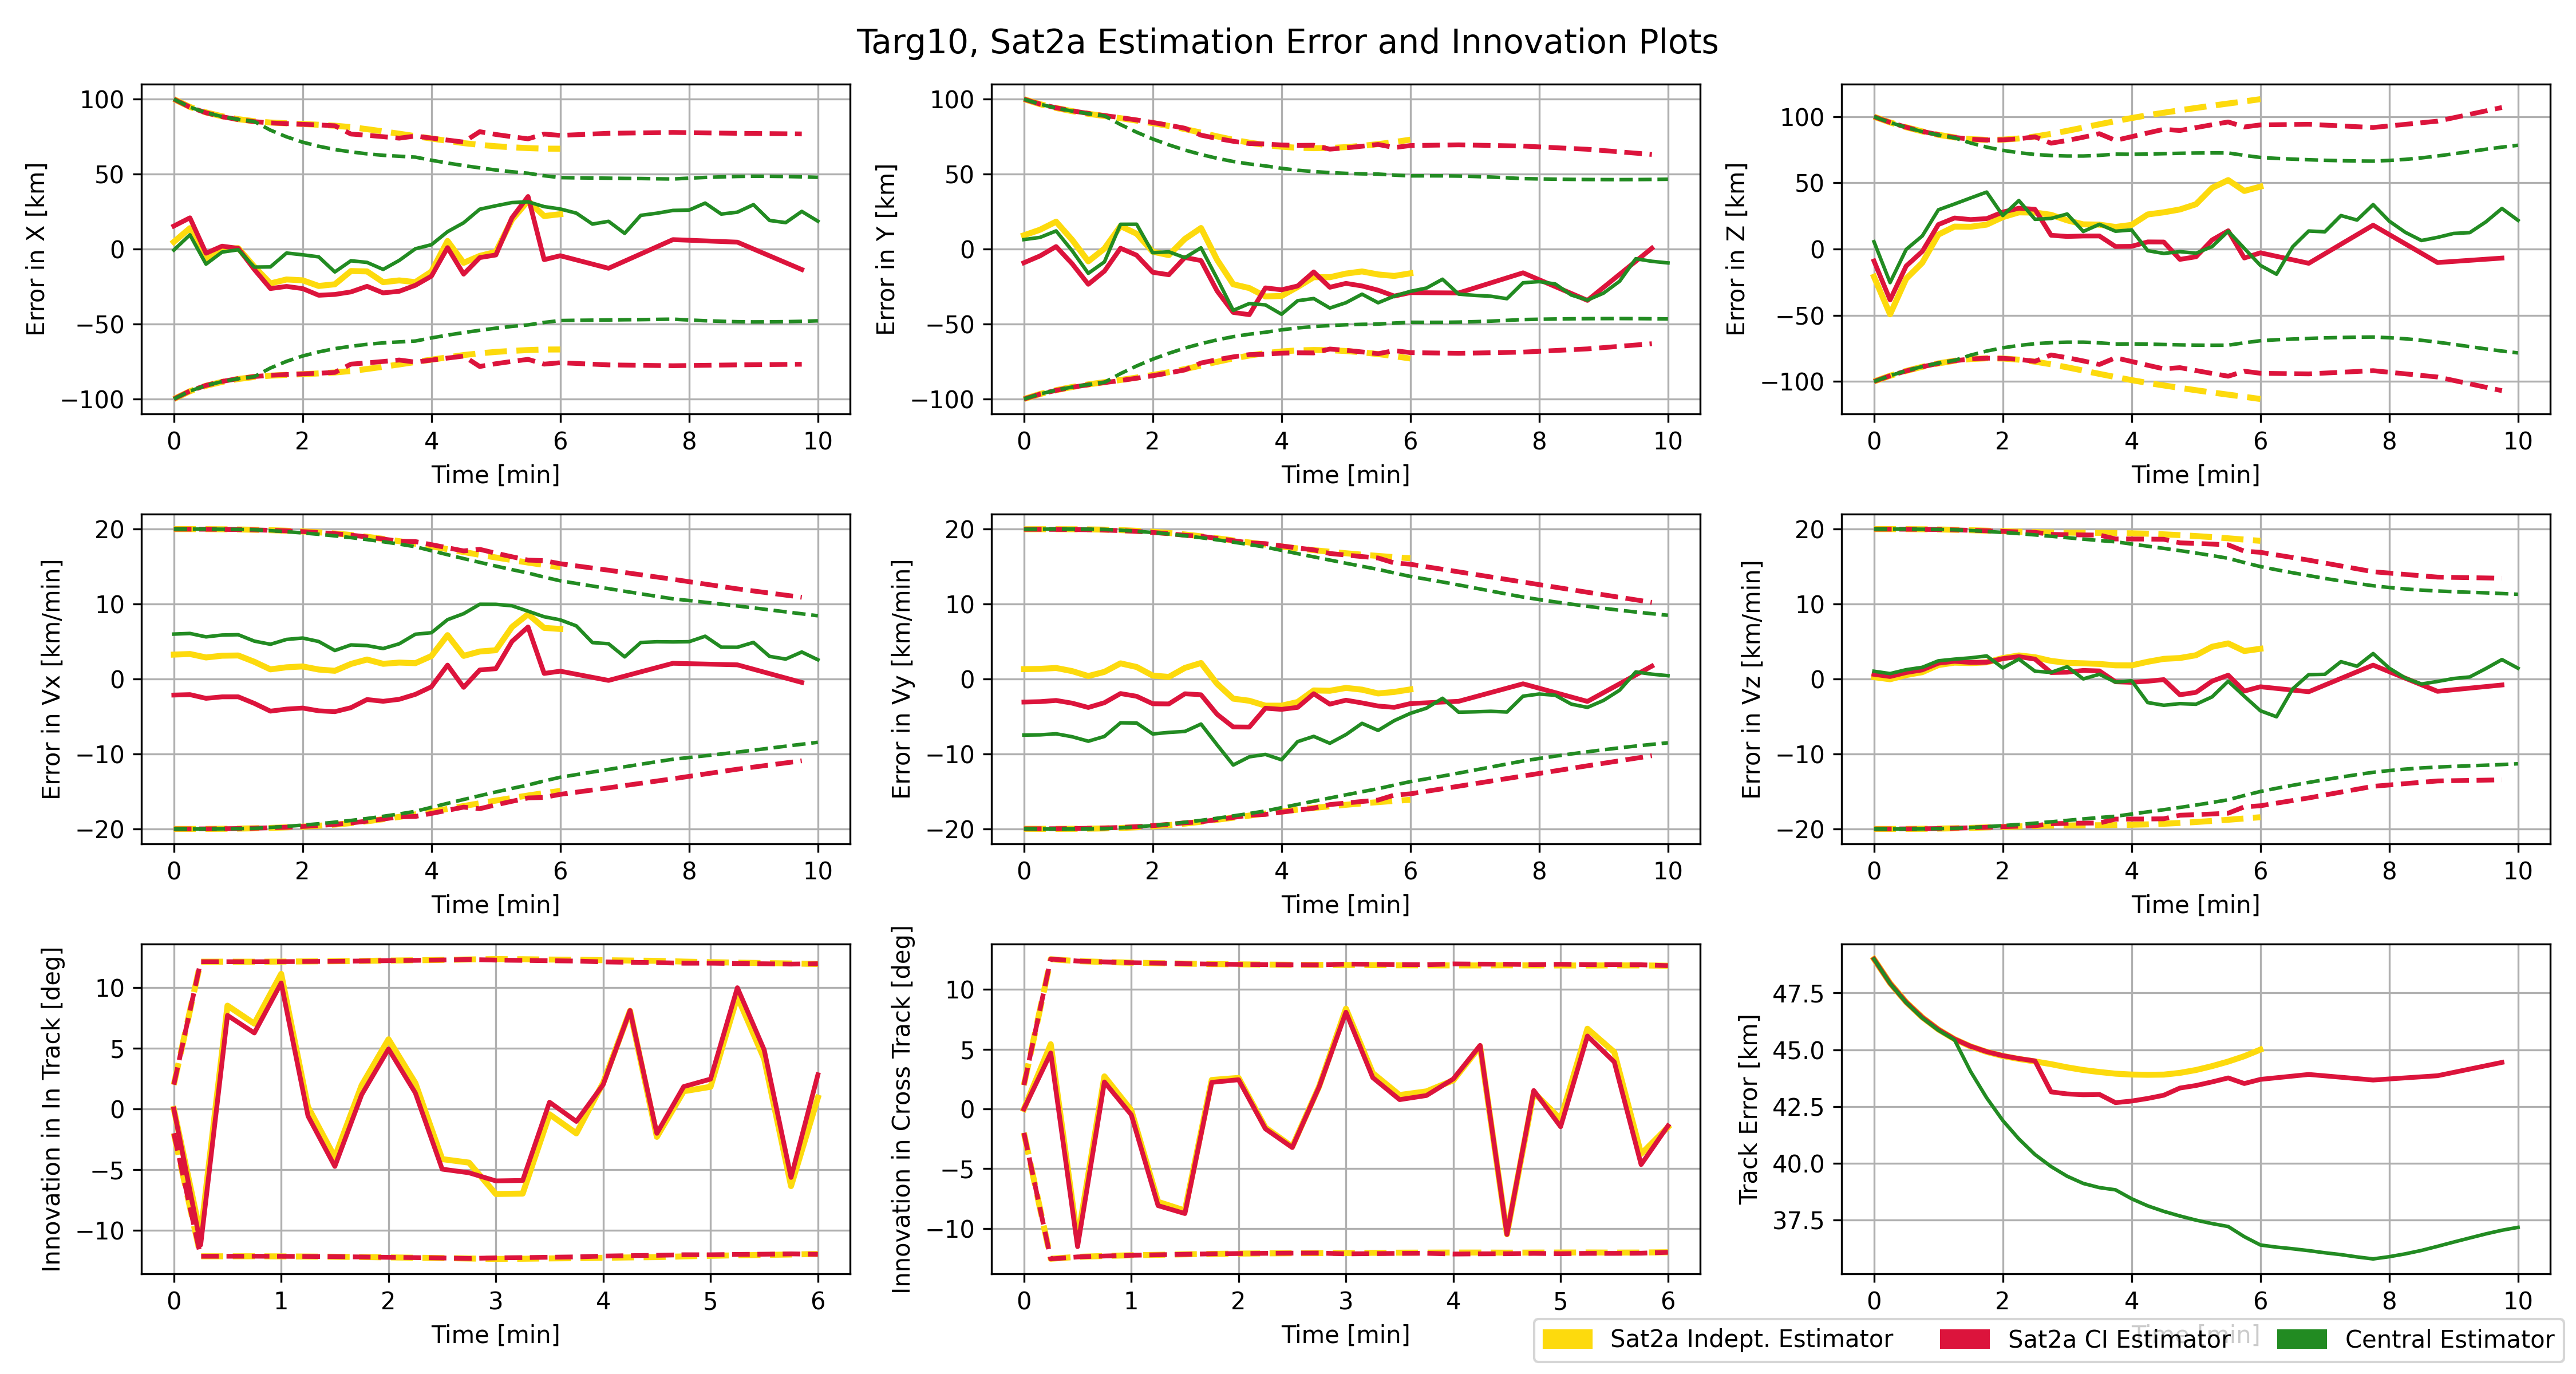 Targ10, Sat2a Estimation Error and Innovation Plots
Error in X [km]
100
50
0
−50
−100
0 2 4 6 8 10
Time [min]
Error in Y [km]
100
50
0
−50
−100
0 2 4 6 8 10
Time [min]
Error in Z [km]
100
50
0
−50
−100
0 2 4 6 8 10
Time [min]
Error in Vx [km/min]
20
10
0
−10
−20
0 2 4 6 8 10
Time [min]
Error in Vy [km/min]
20
10
0
−10
−20
0 2 4 6 8 10
Time [min]
Error in Vz [km/min]
20
10
0
−10
−20
0 2 4 6 8 10
Time [min]
Innovation in In Track [deg]
10
5
0
−5
−10
0 1 2 3 4 5 6
Time [min]
Innovation in Cross Track [deg]
10
5
0
−5
−10
0 1 2 3 4 5 6
Time [min]
Track Error [km]
47.5
45.0
42.5
40.0
37.5
0 2 4 6 8 10
Time [min]
Sat2a Indept. Estimator Sat2a CI Estimator Central Estimator